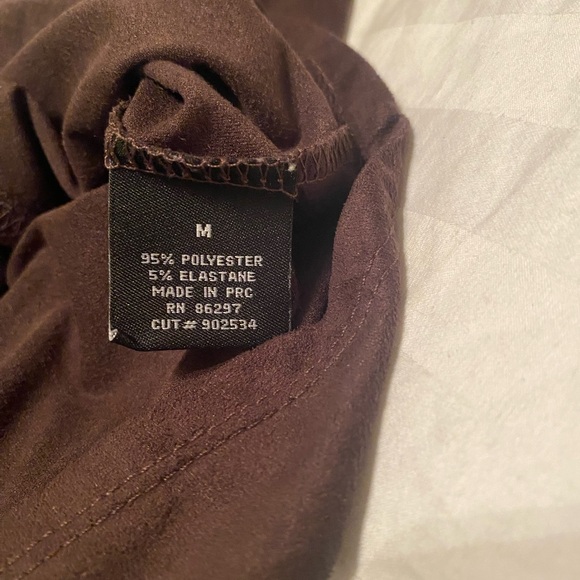 M
95% POLYESTER
5% ELASTANE
MADE IN PRC
RN 86297
CUT# 902534